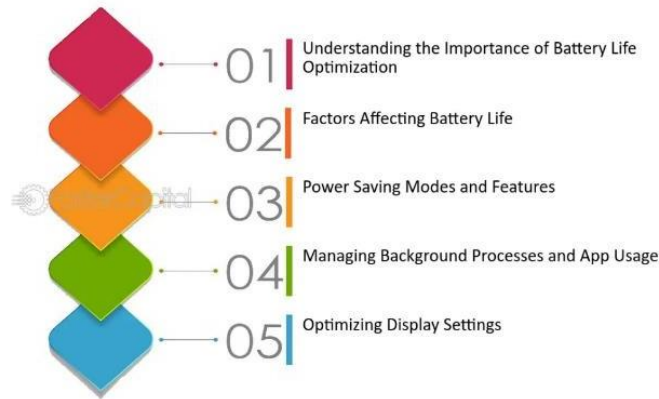 01
Understanding the Importance of Battery Life
Optimization
02
Factors Affecting Battery Life
03
Power Saving Modes and Features
04
Managing Background Processes and App Usage
05
Optimizing Display Settings